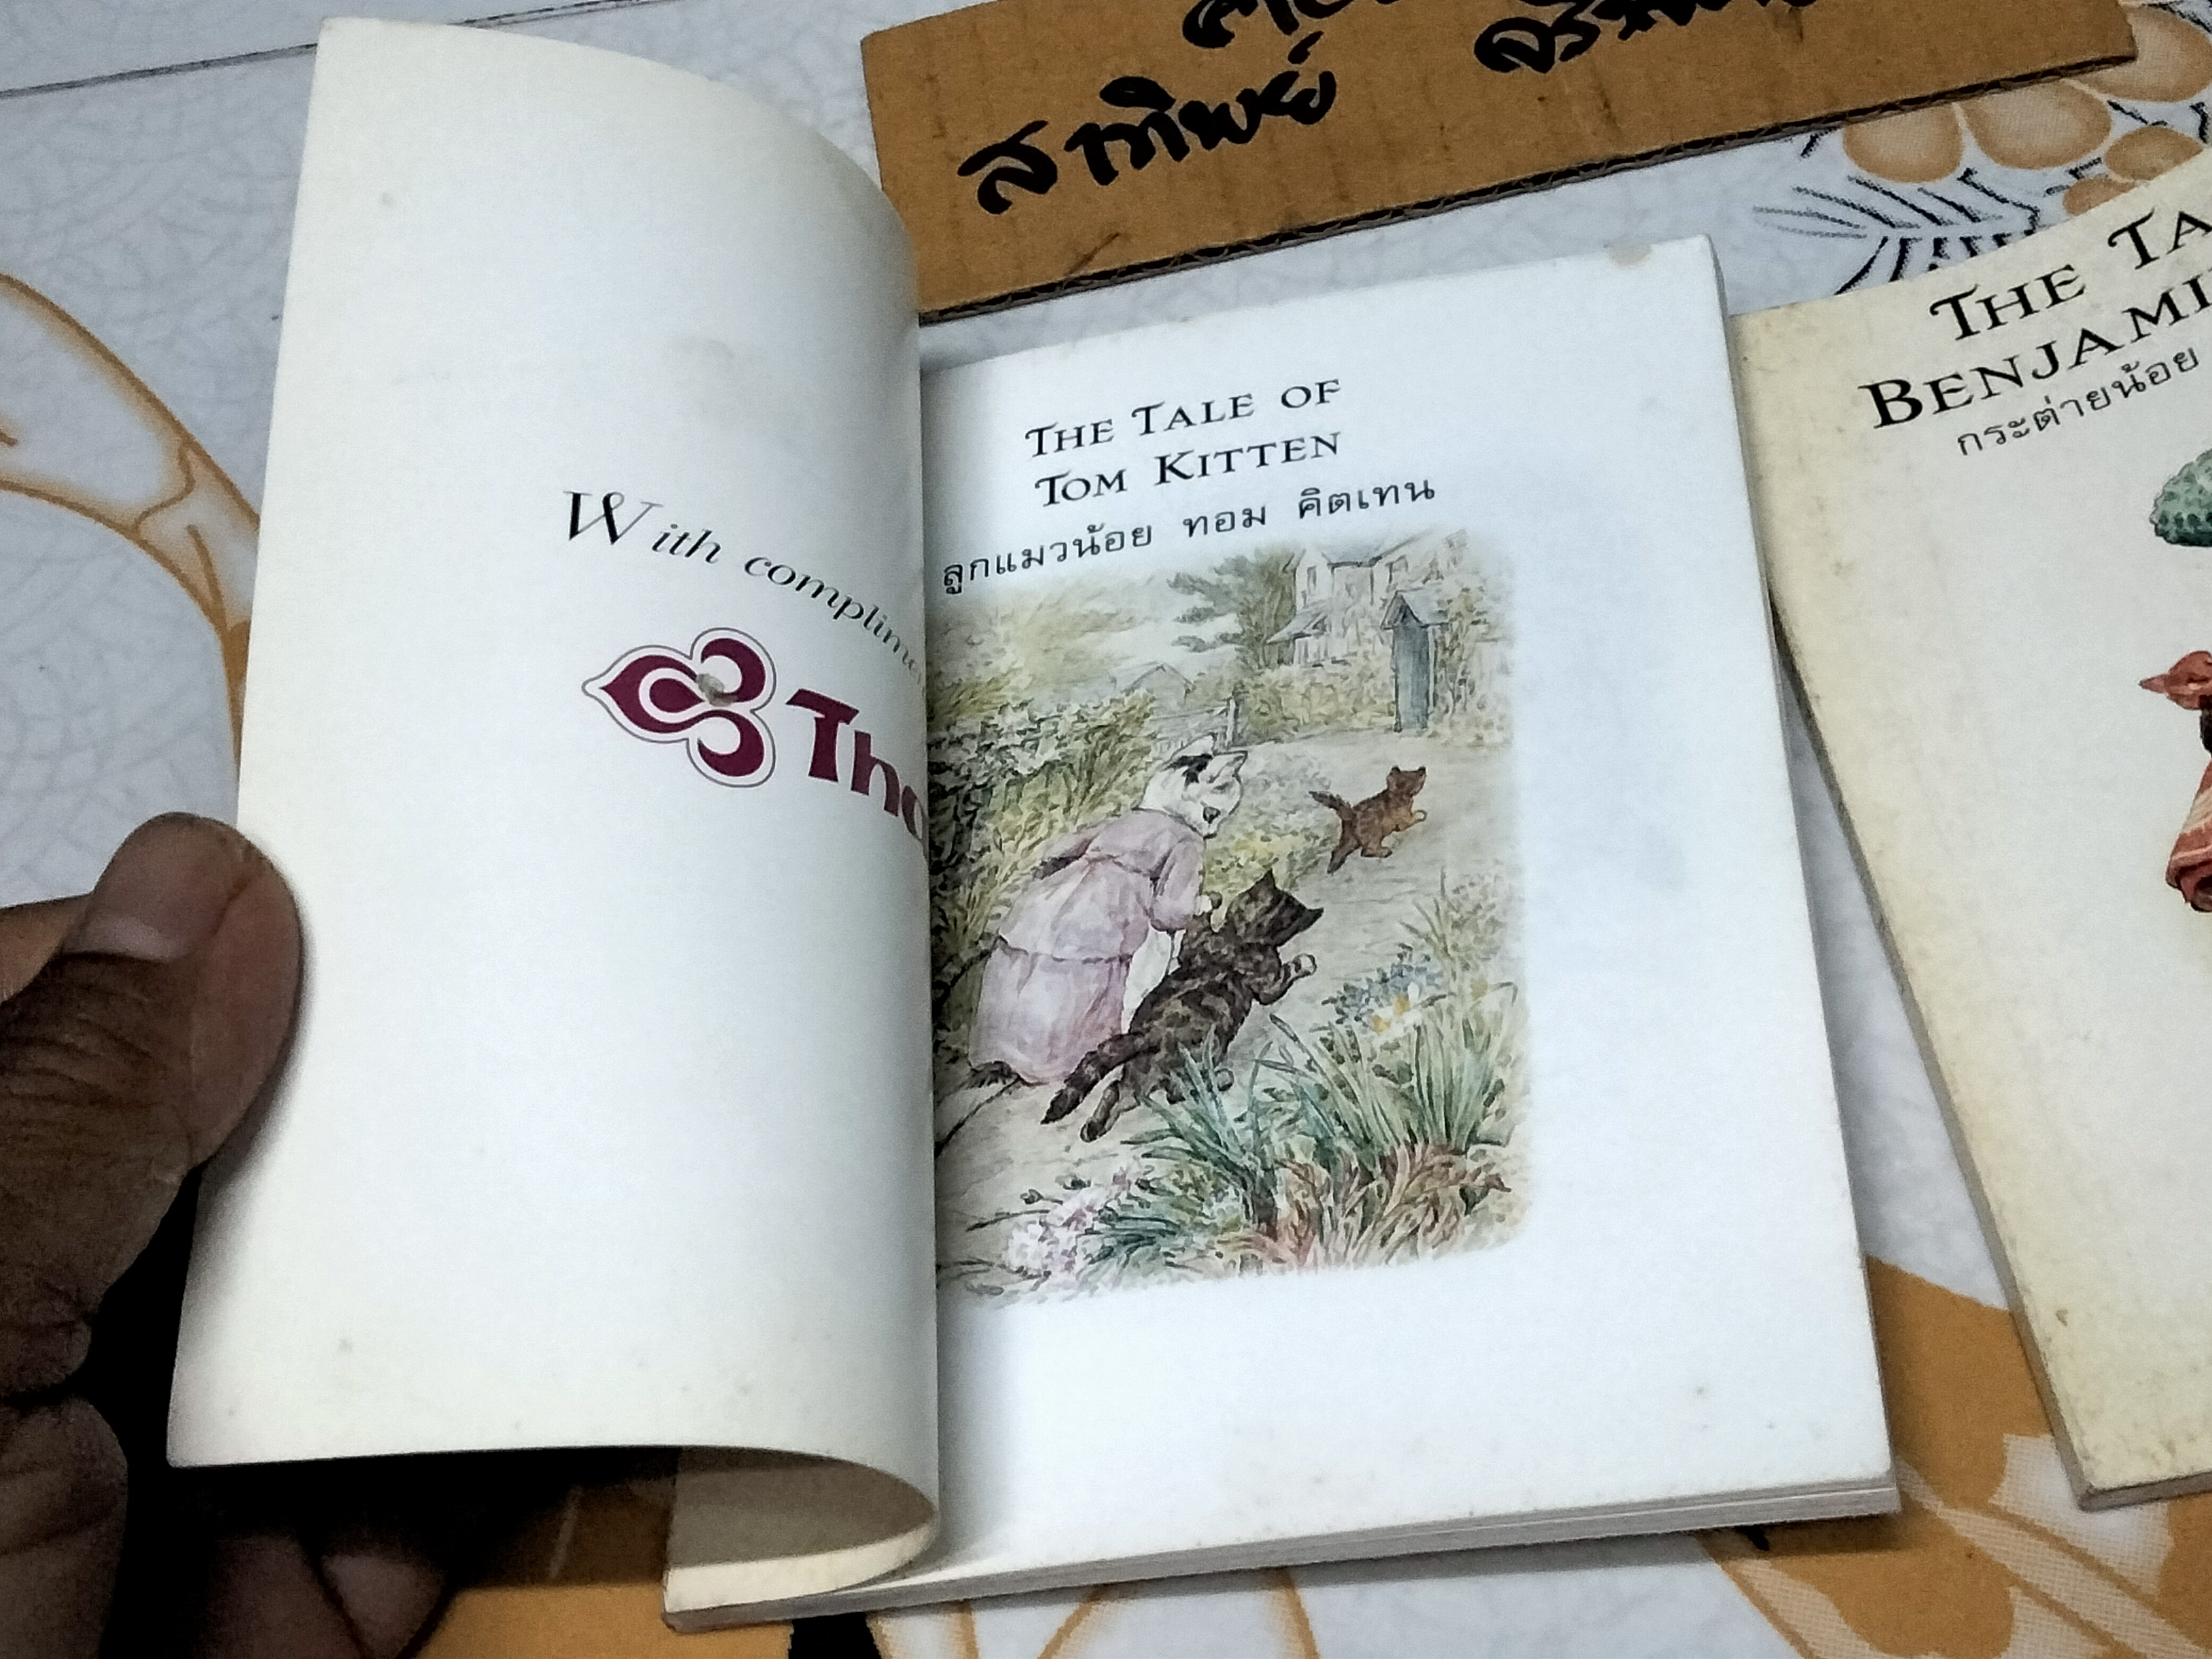 สาทิพย์
With complime
Tha
THE TALE OF
TOM KITTEN
ลูกแมวน้อย ทอม คิตเทน
THE TA
BENJAMI
กระต่ายน้อย